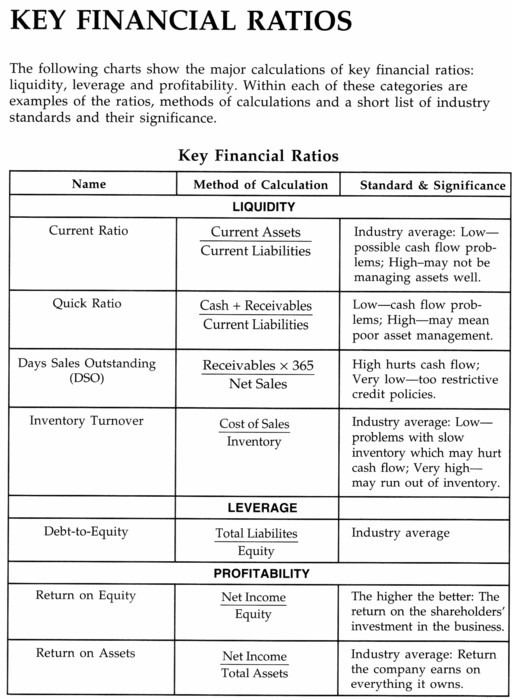 KEY FINANCIAL RATIOS
The following charts show the major calculations of key financial ratios:
liquidity, leverage and profitability. Within each of these categories are
examples of the ratios, methods of calculations and a short list of industry
standards and their significance.
Key Financial Ratios
Name Method of Calculation Standard & Significance
LIQUIDITY
Current Ratio
Current Assets
Current Liabilities
Industry average: Low—
possible cash flow prob-
lems; High–may not be
managing assets well.
Quick Ratio
Cash + Receivables
Current Liabilities
Low—cash flow prob-
lems; High—may mean
poor asset management.
Days Sales Outstanding
(DSO)
Receivables × 365
Net Sales
High hurts cash flow;
Very low—too restrictive
credit policies.
Inventory Turnover
Cost of Sales
Inventory
Industry average: Low—
problems with slow
inventory which may hurt
cash flow; Very high—
may run out of inventory.
LEVERAGE
Debt-to-Equity
Total Liabilites
Equity
Industry average
PROFITABILITY
Return on Equity
Net Income
Equity
The higher the better: The
return on the shareholders'
investment in the business.
Return on Assets
Net Income
Total Assets
Industry average: Return
the company earns on
everything it owns.